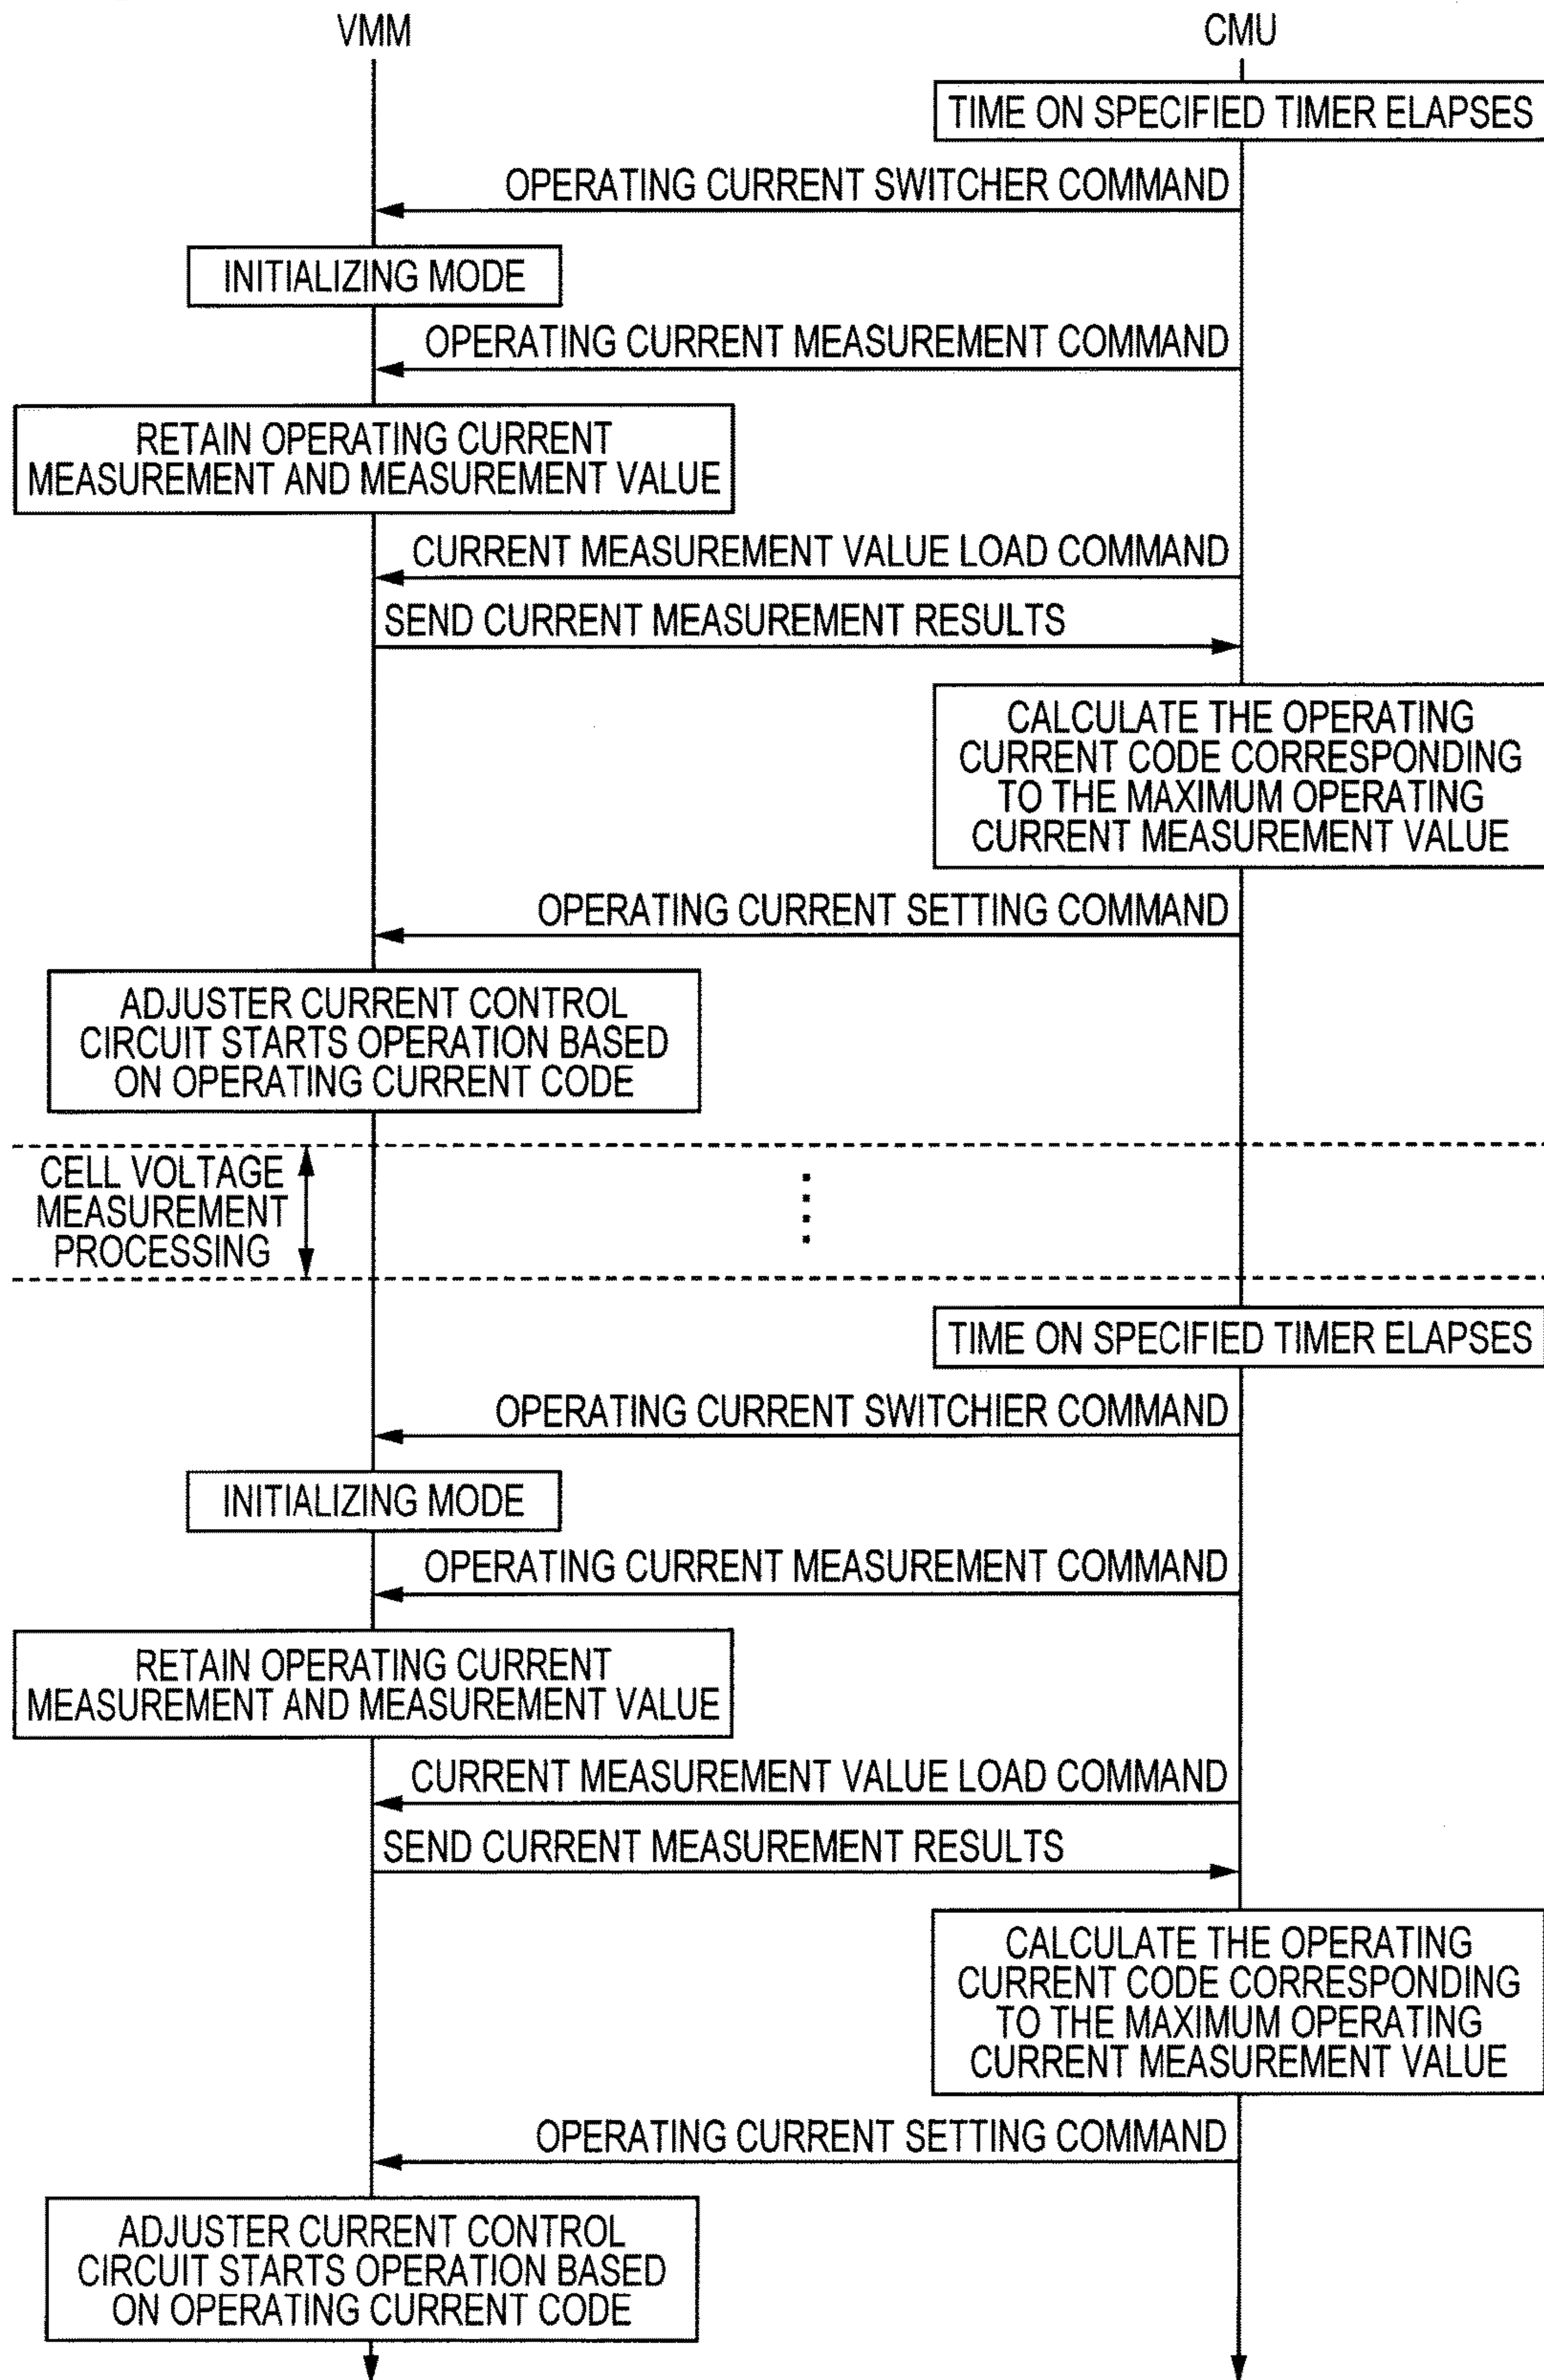 VMM
CMU
TIME ON SPECIFIED TIMER ELAPSES
OPERATING CURRENT SWITCHER COMMAND
INITIALIZING MODE
OPERATING CURRENT MEASUREMENT COMMAND
RETAIN OPERATING CURRENT
MEASUREMENT AND MEASUREMENT VALUE
CURRENT MEASUREMENT VALUE LOAD COMMAND
SEND CURRENT MEASUREMENT RESULTS
CALCULATE THE OPERATING
CURRENT CODE CORRESPONDING
TO THE MAXIMUM OPERATING
CURRENT MEASUREMENT VALUE
OPERATING CURRENT SETTING COMMAND
ADJUSTER CURRENT CONTROL
CIRCUIT STARTS OPERATION BASED
ON OPERATING CURRENT CODE
CELL VOLTAGE
MEASUREMENT
PROCESSING
TIME ON SPECIFIED TIMER ELAPSES
OPERATING CURRENT SWITCHIER COMMAND
INITIALIZING MODE
OPERATING CURRENT MEASUREMENT COMMAND
RETAIN OPERATING CURRENT
MEASUREMENT AND MEASUREMENT VALUE
CURRENT MEASUREMENT VALUE LOAD COMMAND
SEND CURRENT MEASUREMENT RESULTS
CALCULATE THE OPERATING
CURRENT CODE CORRESPONDING
TO THE MAXIMUM OPERATING
CURRENT MEASUREMENT VALUE
OPERATING CURRENT SETTING COMMAND
ADJUSTER CURRENT CONTROL
CIRCUIT STARTS OPERATION BASED
ON OPERATING CURRENT CODE